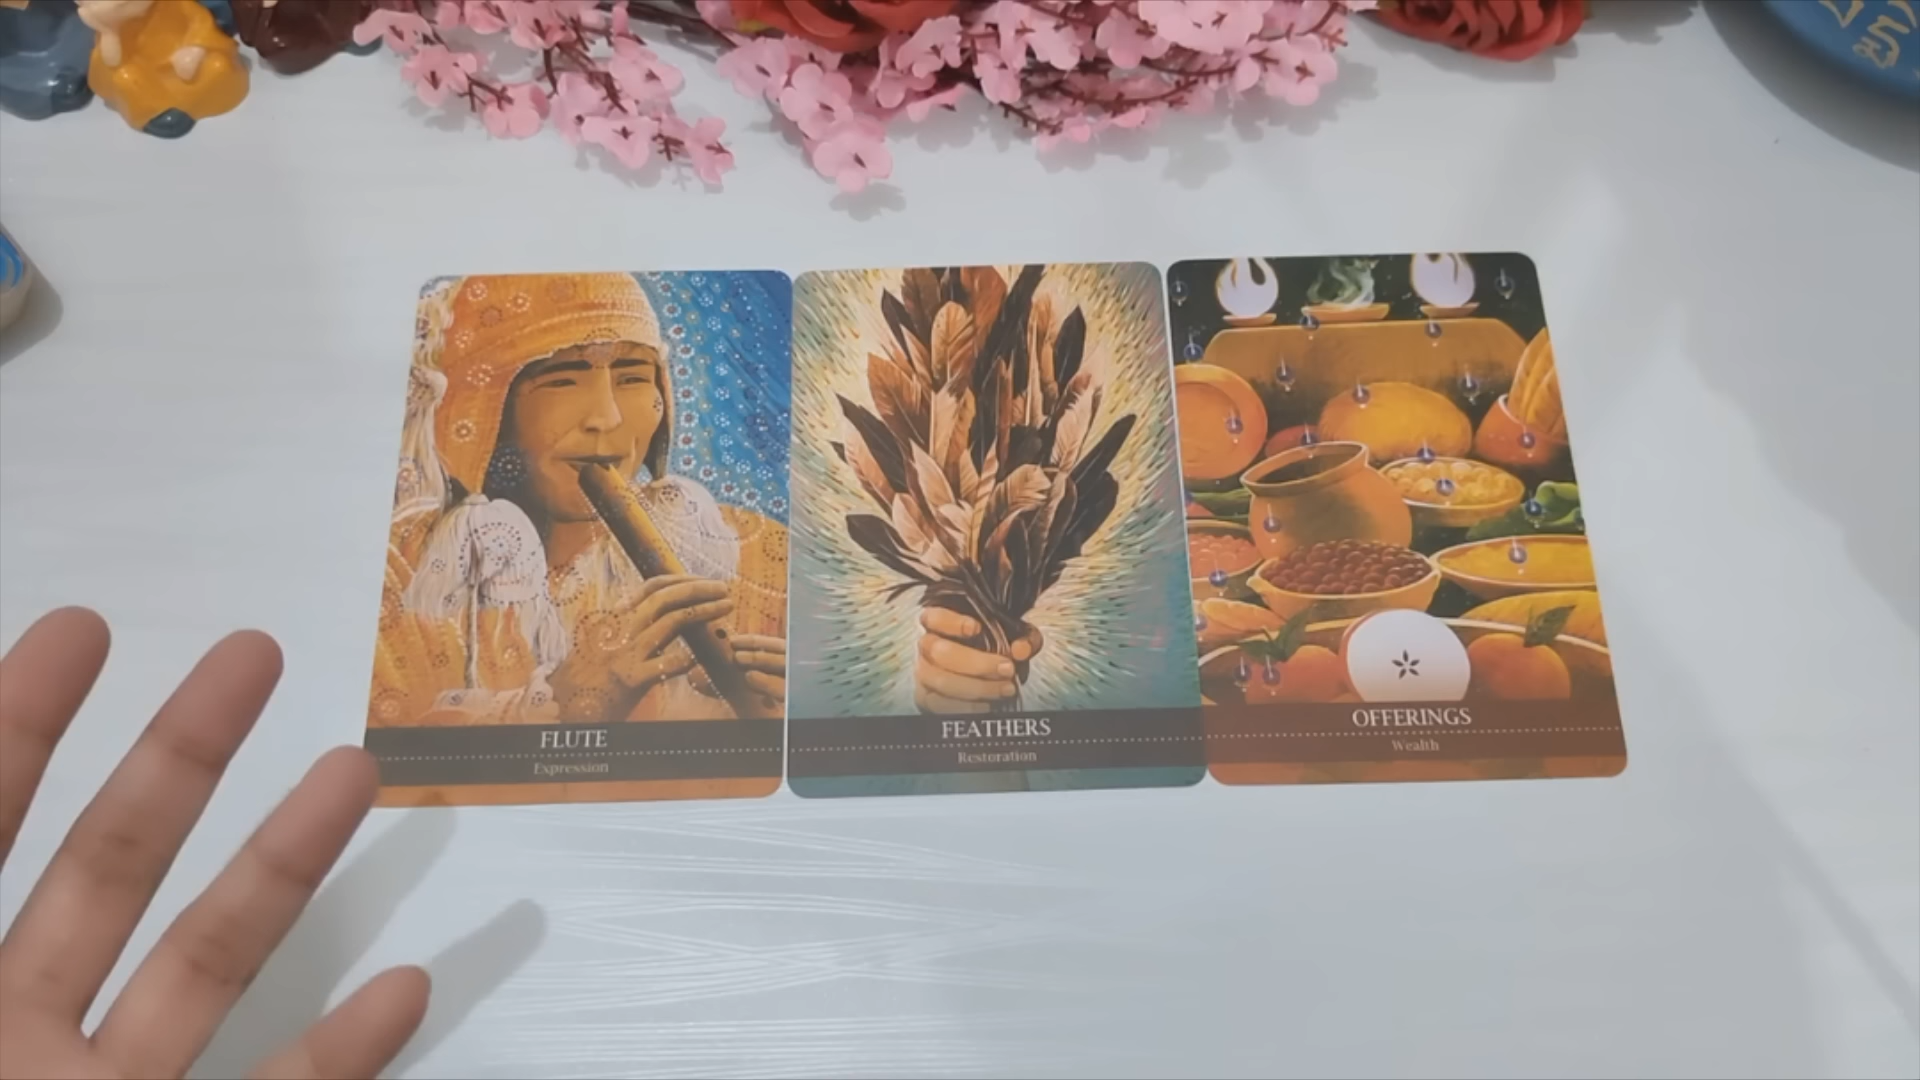 FLUTE
Expression
FEATHERS
Restoration
OFFERINGS
Wealth